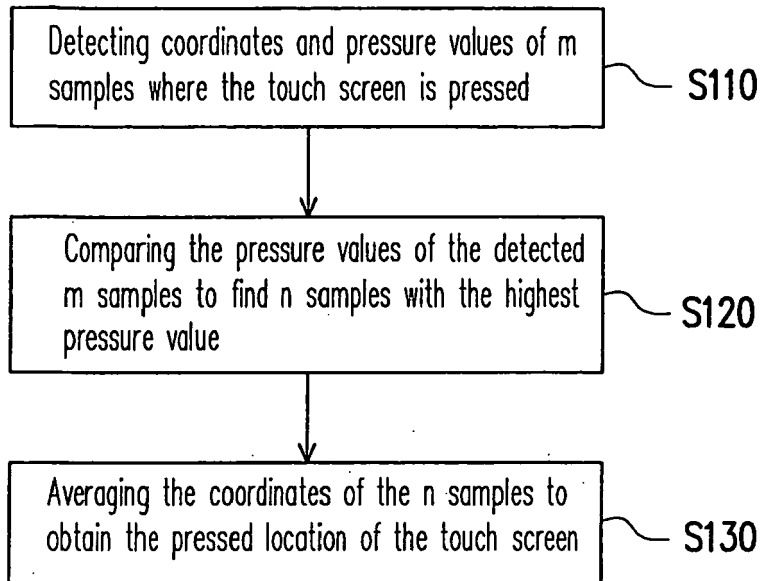 Detecting coordinates and pressure values of m
samples where the touch screen is pressed
S110
Comparing the pressure values of the detected
m samples to find n samples with the highest
pressure value
S120
Averaging the coordinates of the n samples to
obtain the pressed location of the touch screen
S130